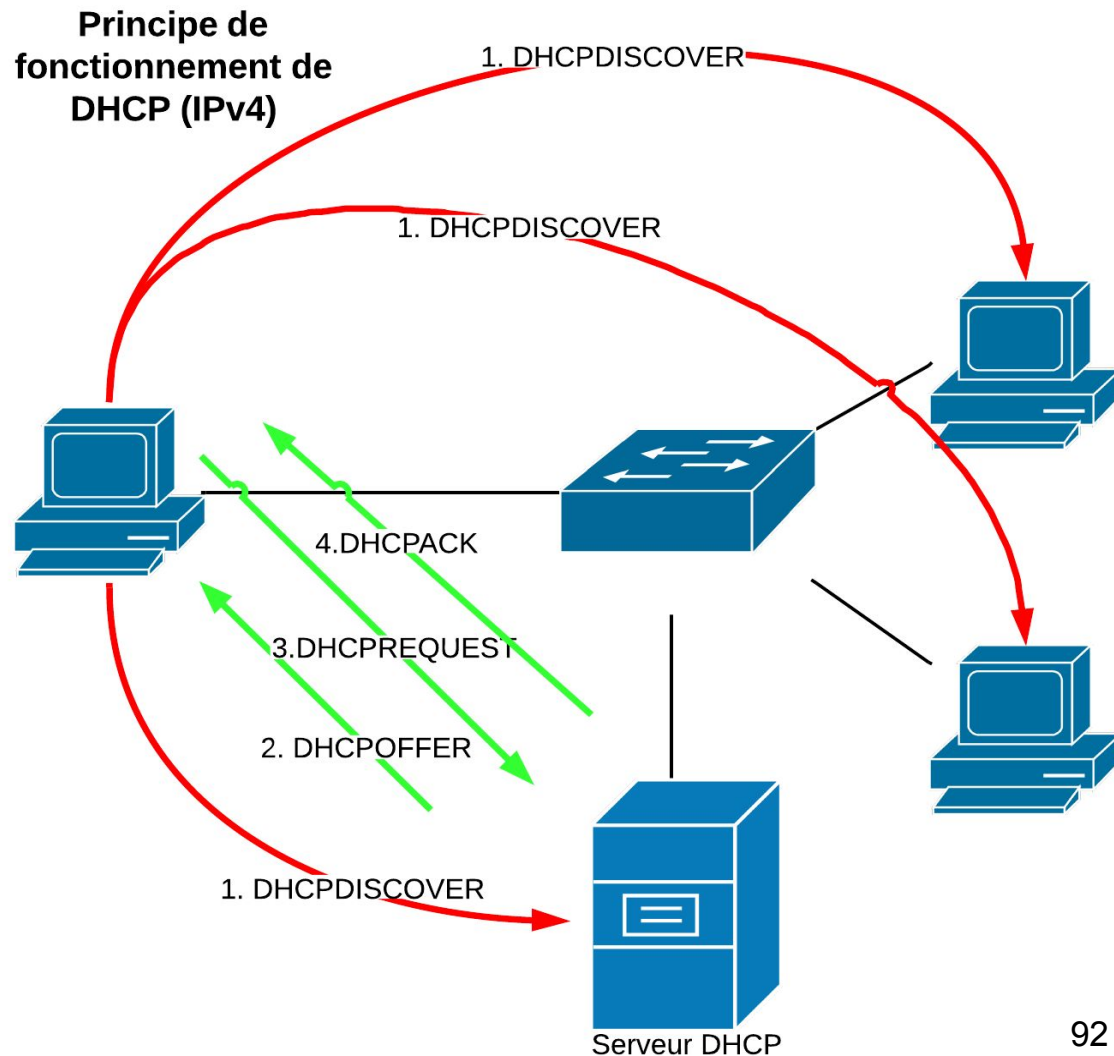 Principe de
fonctionnement de
DHCP (IPv4)
1. DHCPDISCOVER
1. DHCPDISCOVER
4.DHCPACK
3.DHCPREQUEST
2. DHCPOFFER
1. DHCPDISCOVER
Serveur DHCP
92